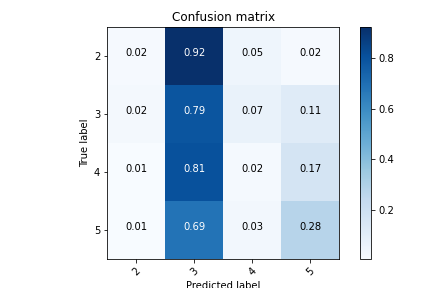 Confusion matrix
2 0.02 0.92 0.05 0.02 0.8
3 0.02 0.79 0.07 0.11 0.6
4 0.01 0.81 0.02 0.17 0.4
5 0.01 0.69 0.03 0.28 0.2
True label
2 3 4 5
Predicted label